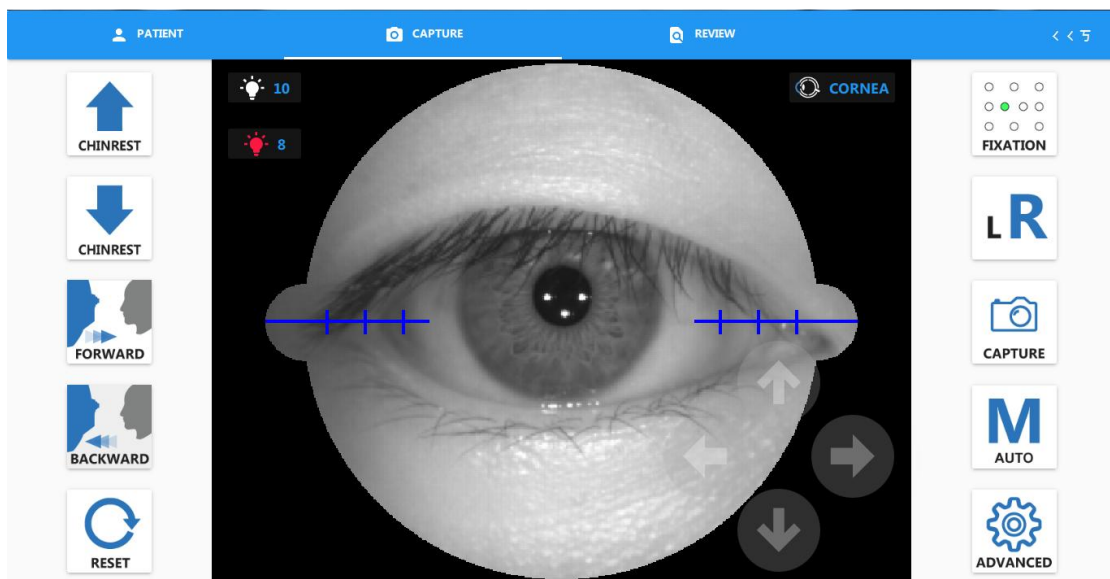 PATIENT
CAPTURE
REVIEW
10
CORNEA
8
CHINREST
CHINREST
FORWARD
BACKWARD
RESET
FIXATION
L R
CAPTURE
M
AUTO
ADVANCED